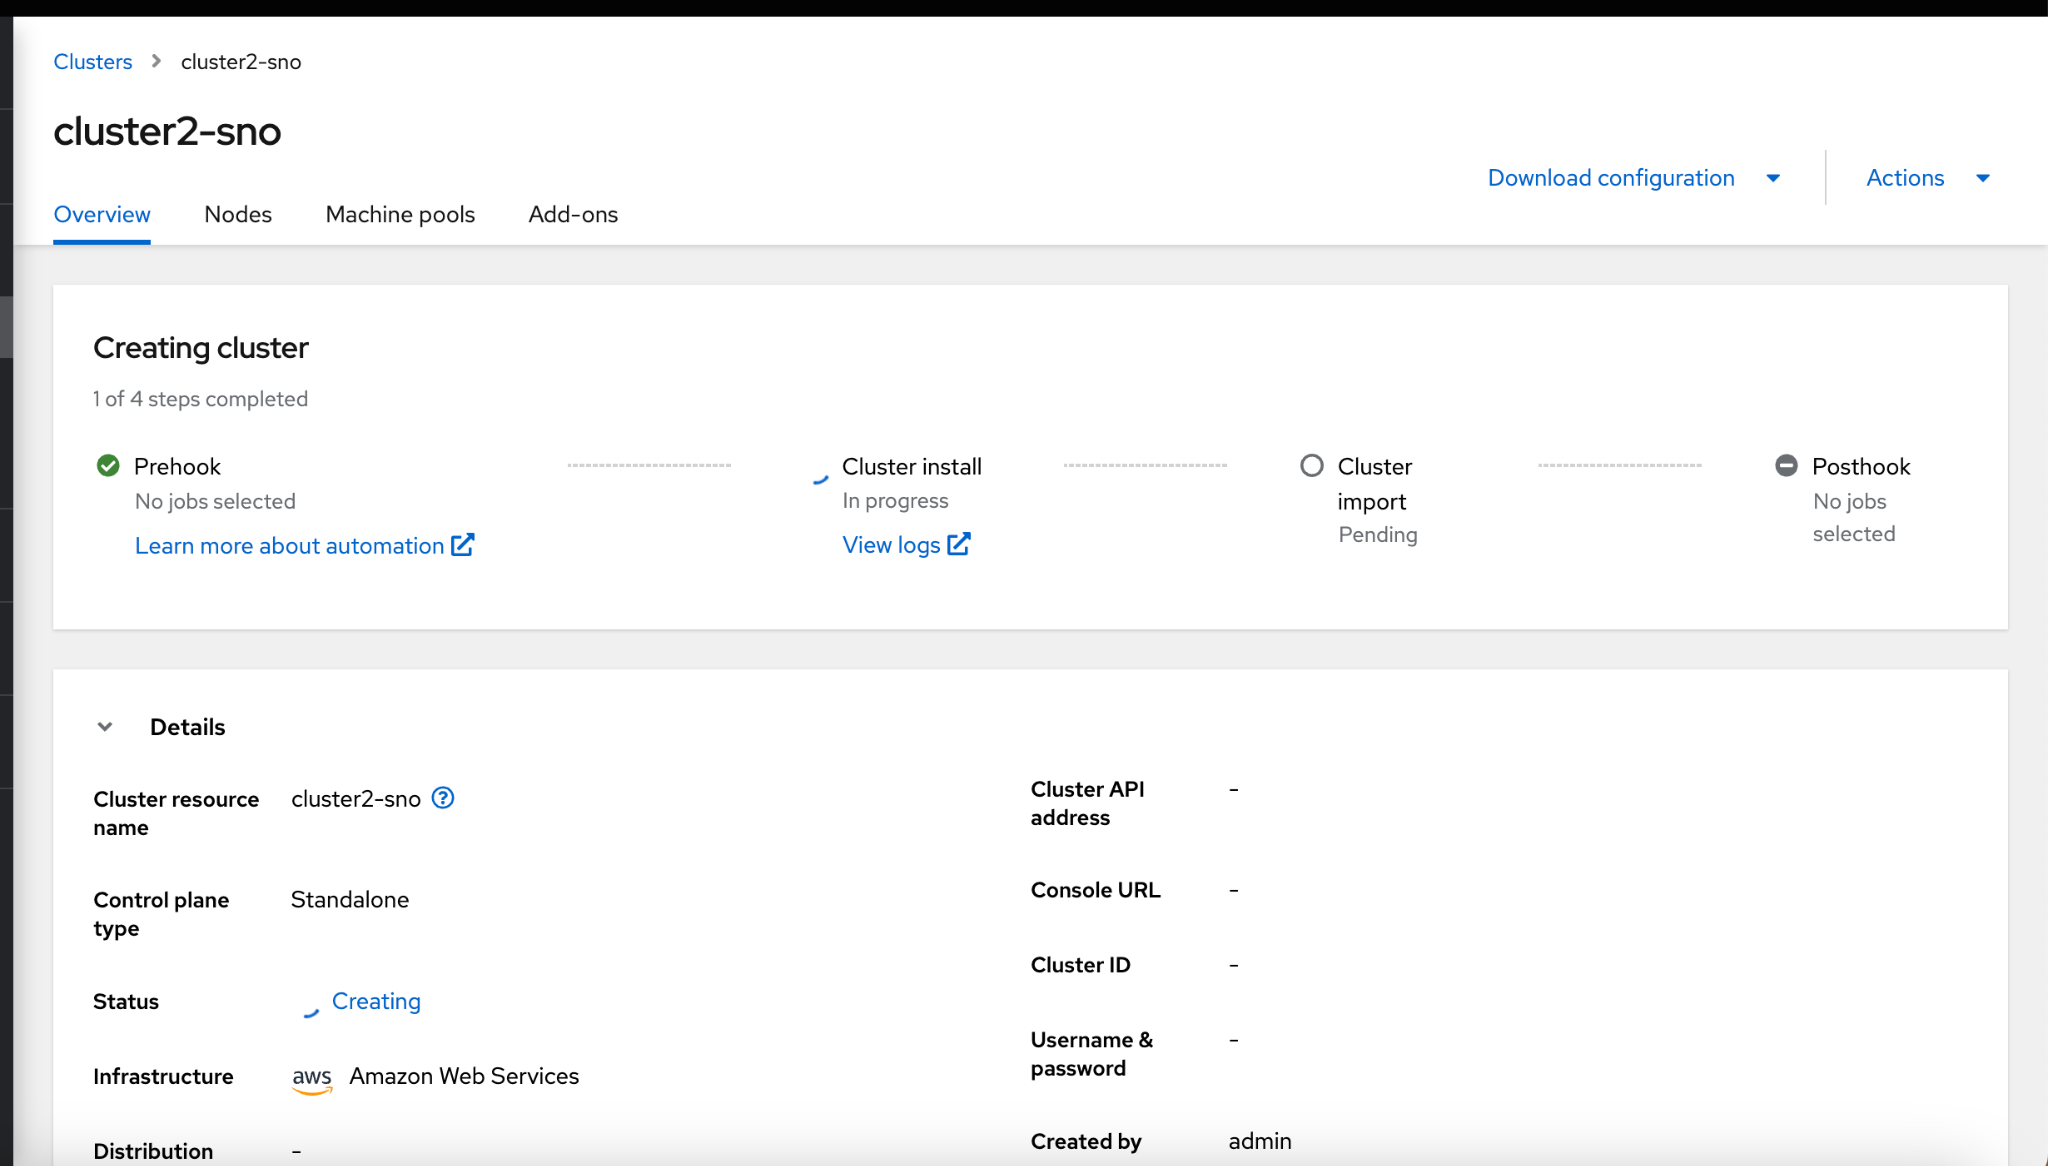 Clusters cluster2-sno
cluster2-sno
Download configuration Actions
Overview Nodes Machine pools Add-ons
Creating cluster
1 of 4 steps completed
Prehook
No jobs selected
Learn more about automation
Cluster install
In progress
View logs
Cluster
import
Pending
Posthook
No jobs
selected
Details
Cluster resource
name
cluster2-sno
Control plane
type
Standalone
Status
Creating
Infrastructure
aws Amazon Web Services
Distribution
-
Cluster API
address
-
Console URL
-
Cluster ID
-
Username &
password
-
Created by
admin